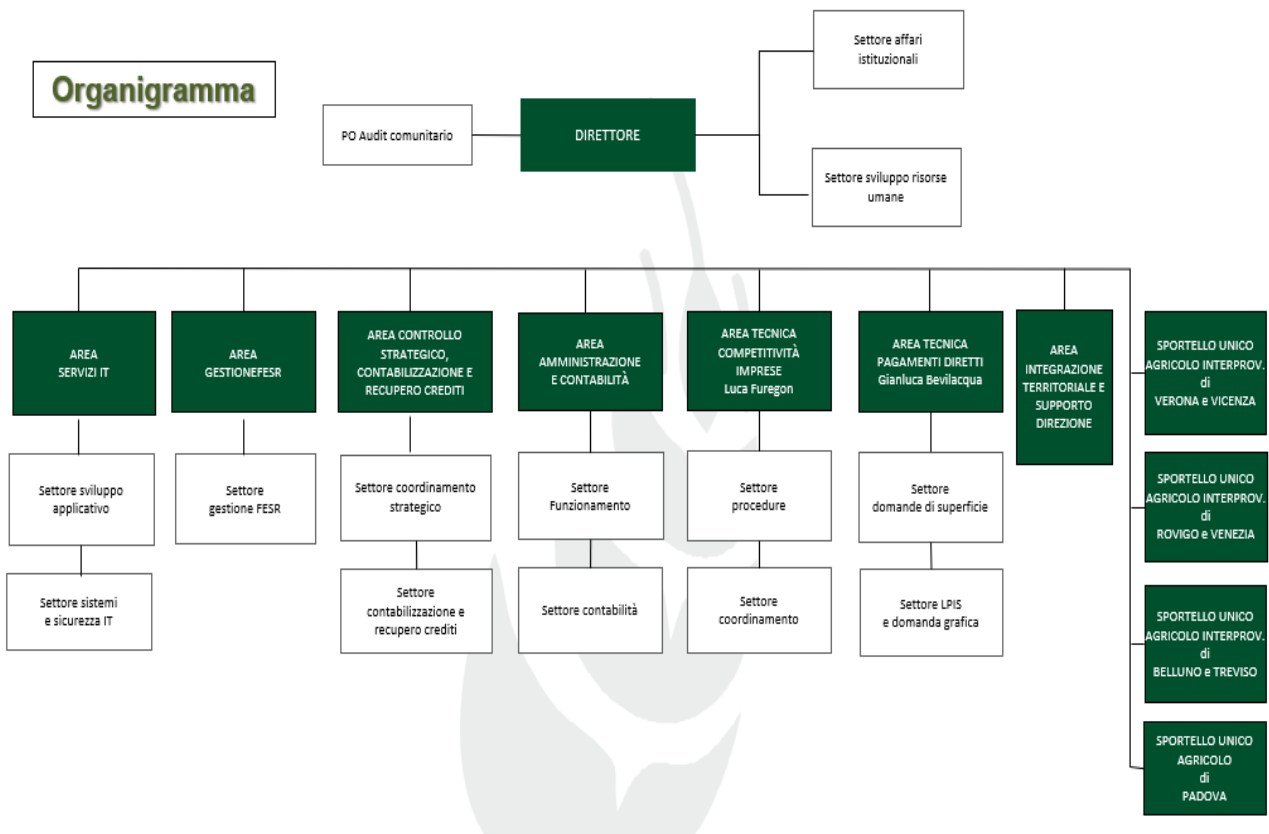 Organigramma
Settore affari
istituzionali
PO Audit comunitario
DIRETTORE
Settore sviluppo risorse
umane
AREA
SERVIZI IT
AREA
GESTIONEFESR
AREA CONTROLLO
STRATEGICO,
CONTABILIZZAZIONE E
RECUPERO CREDITI
AREA
AMMINISTRAZIONE
E CONTABILITÀ
AREA TECNICA
COMPETITIVITÀ
IMPRESE
Luca Furegon
AREA TECNICA
PAGAMENTI DIRETTI
Gianluca Bevilacqua
AREA
INTEGRAZIONE
TERRITORIALE E
SUPPORTO
DIREZIONE
SPORTELLO UNICO
AGRICOLO INTERPROV.
di
VERONA e VICENZA
Settore sviluppo
applicativo
Settore
gestione FESR
Settore coordinamento
strategico
Settore
Funzionamento
Settore
procedure
Settore
domande di superficie
SPORTELLO UNICO
AGRICOLO INTERPROV.
di
ROVIGO e VENEZIA
Settore sistemi
e sicurezza IT
Settore
contabilizzazione e
recupero crediti
Settore contabilità
Settore
coordinamento
Settore LPIS
e domanda grafica
SPORTELLO UNICO
AGRICOLO INTERPROV.
di
BELLUNO e TREVISO
SPORTELLO UNICO
AGRICOLO
di
PADOVA